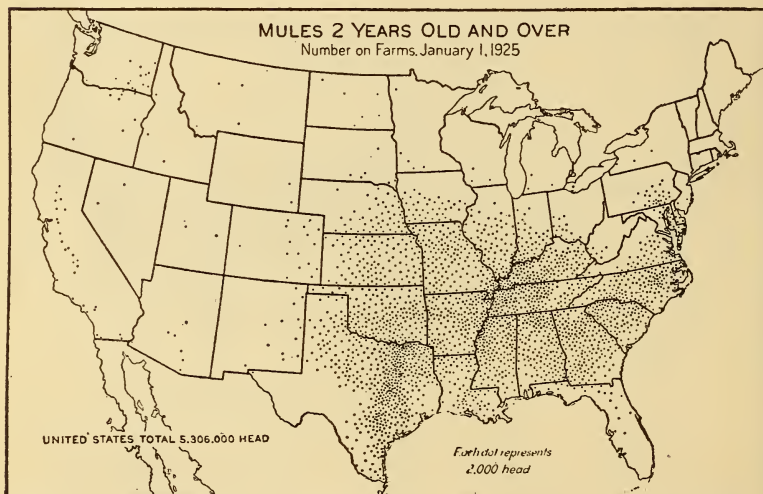 MULES 2 YEARS OLD AND OVER
Number on Farms, January 1, 1925
UNITED STATES TOTAL 5,306,000 HEAD
Each dot represents
2,000 head